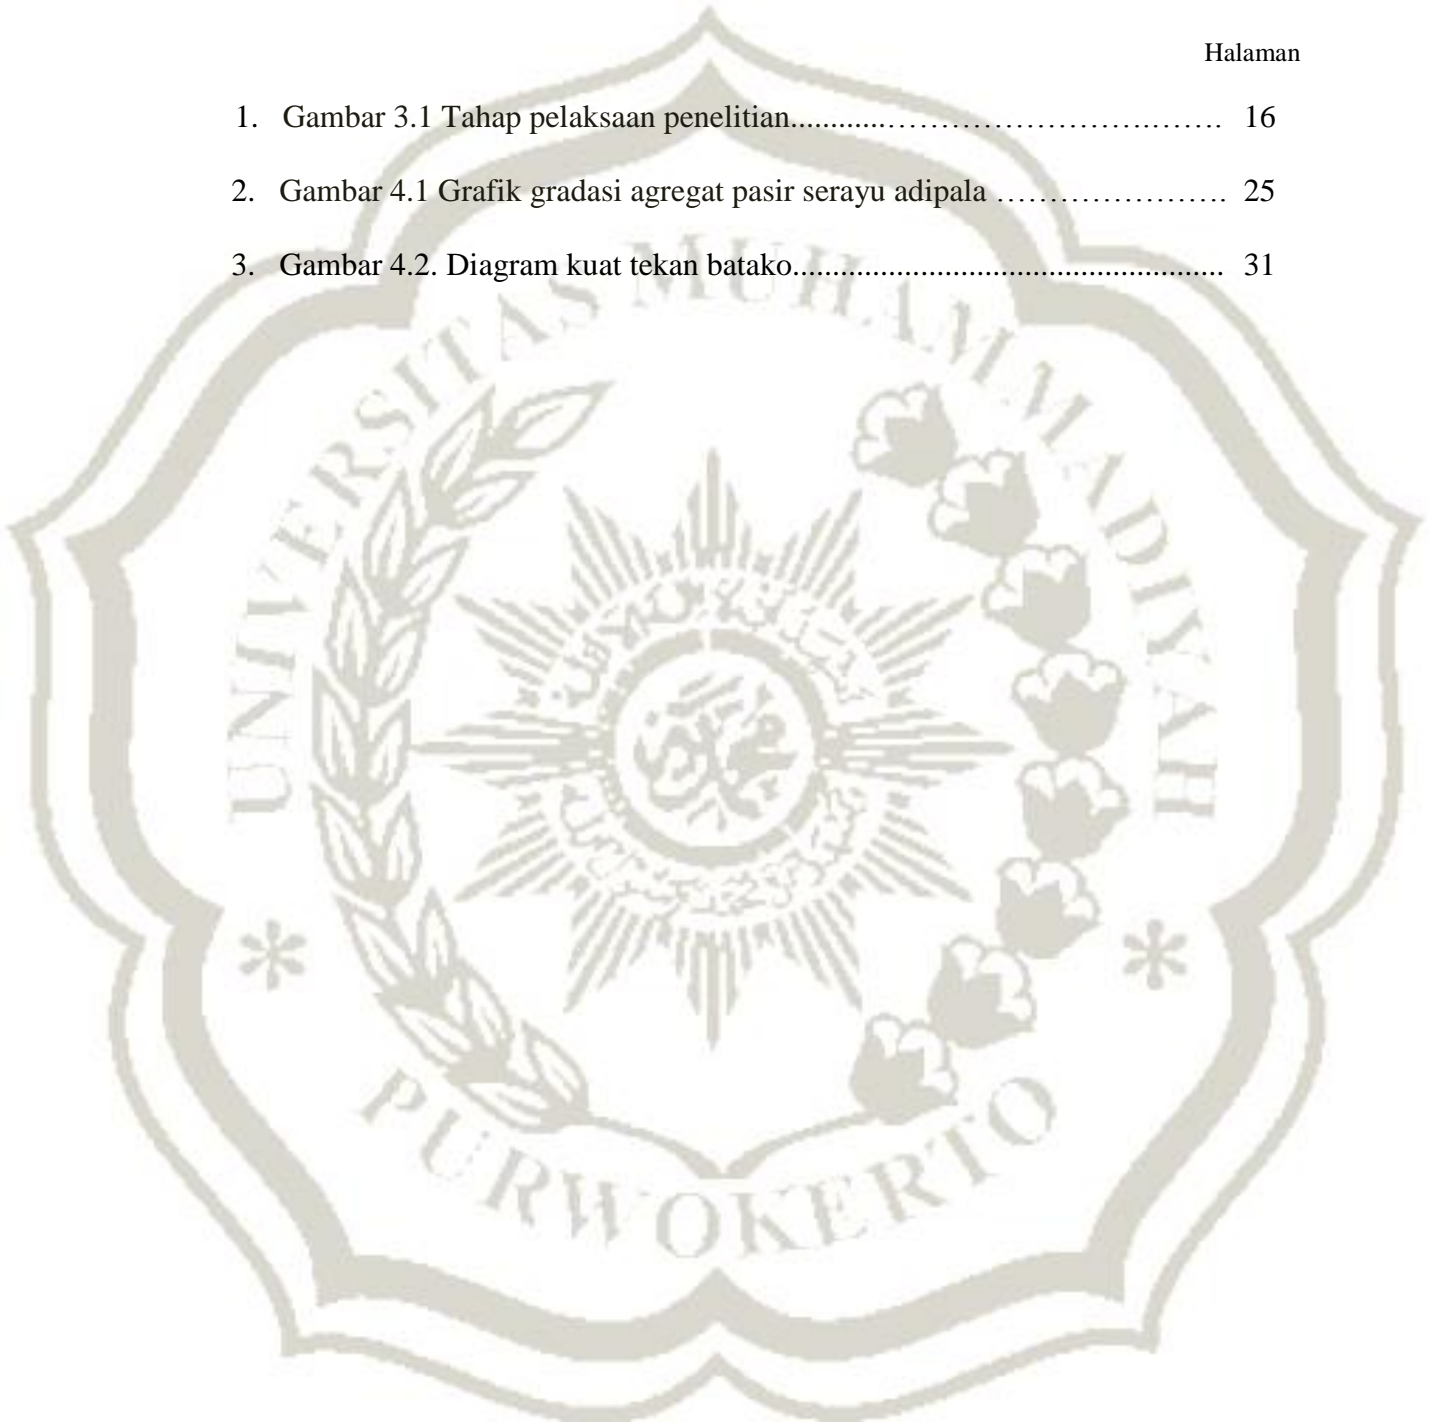 Halaman
1. Gambar 3.1 Tahap pelaksaan penelitian............……………………….……. 16
2. Gambar 4.1 Grafik gradasi agregat pasir serayu adipala …………………. 25
3. Gambar 4.2. Diagram kuat tekan batako...................................................... 31
UNIVERSITAS MUHAMMADIYAH
PURWOKERTO